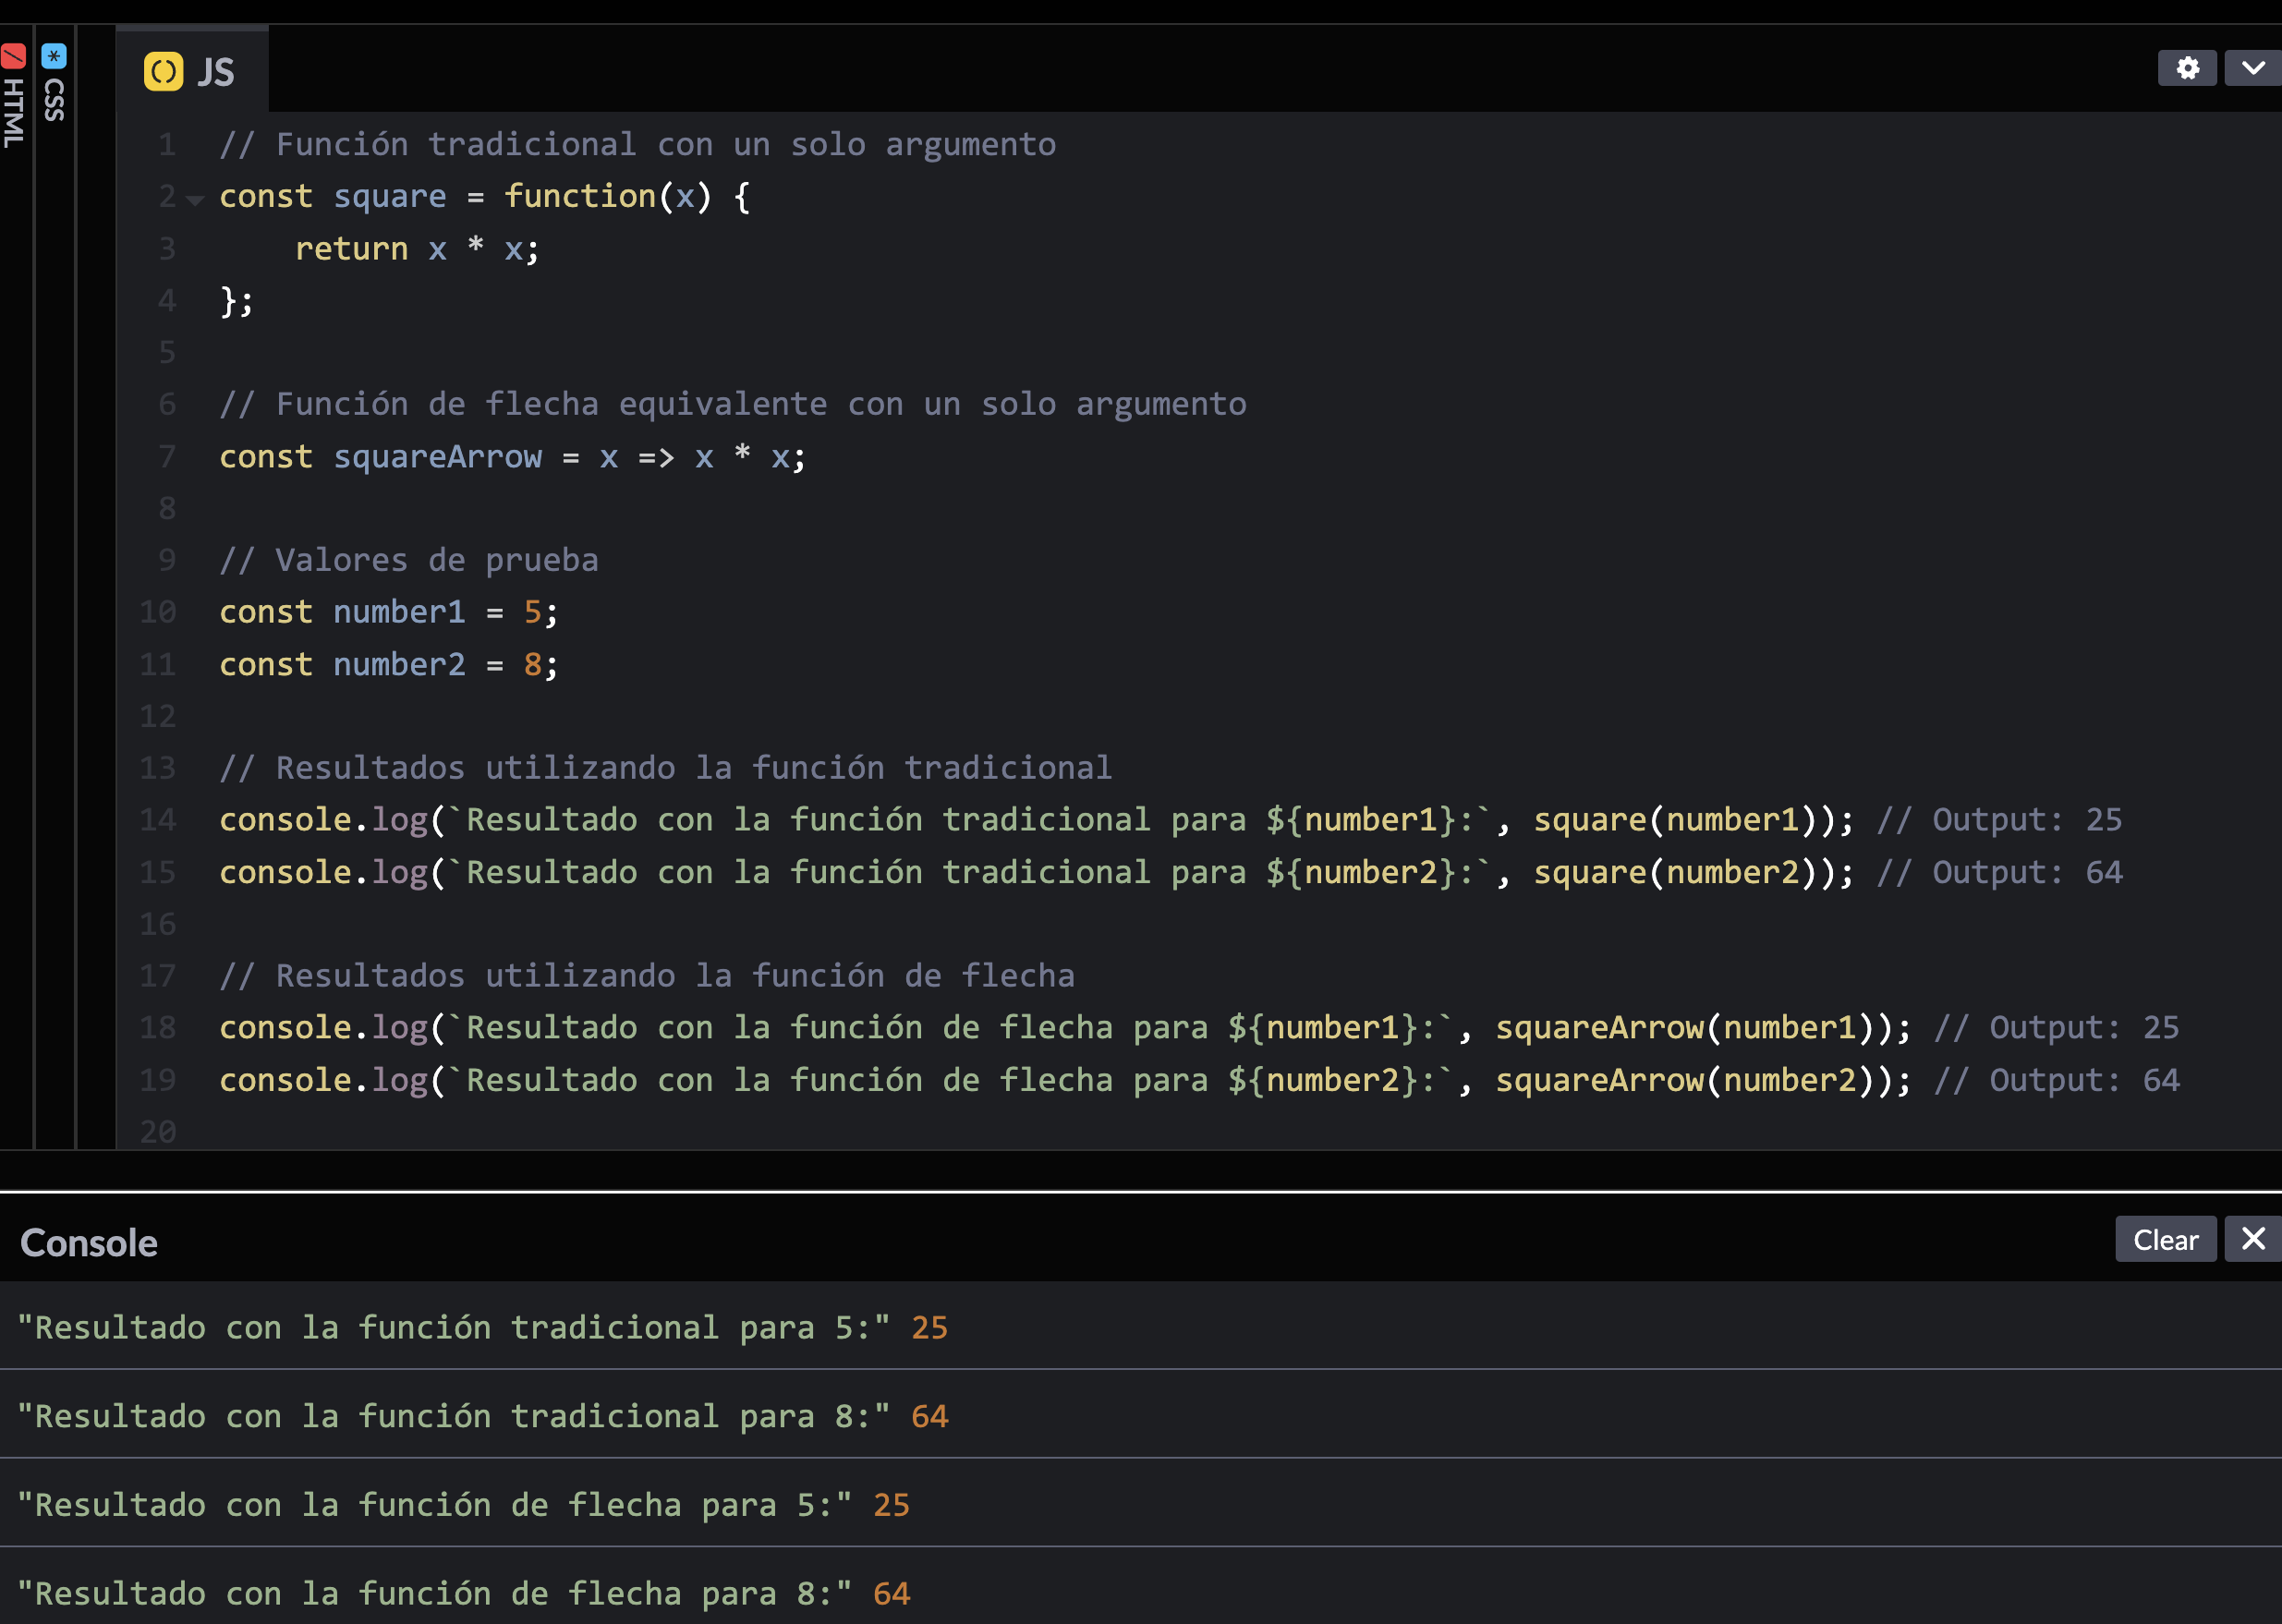 HTML
CSS
JS
1 // Función tradicional con un solo argumento
2 const square = function(x) {
3     return x * x;
4 };
5
6 // Función de flecha equivalente con un solo argumento
7 const squareArrow = x => x * x;
8
9 // Valores de prueba
10 const number1 = 5;
11 const number2 = 8;
12
13 // Resultados utilizando la función tradicional
14 console.log(`Resultado con la función tradicional para ${number1}:`, square(number1)); // Output: 25
15 console.log(`Resultado con la función tradicional para ${number2}:`, square(number2)); // Output: 64
16
17 // Resultados utilizando la función de flecha
18 console.log(`Resultado con la función de flecha para ${number1}:`, squareArrow(number1)); // Output: 25
19 console.log(`Resultado con la función de flecha para ${number2}:`, squareArrow(number2)); // Output: 64
20
Console Clear
"Resultado con la función tradicional para 5:" 25
"Resultado con la función tradicional para 8:" 64
"Resultado con la función de flecha para 5:" 25
"Resultado con la función de flecha para 8:" 64